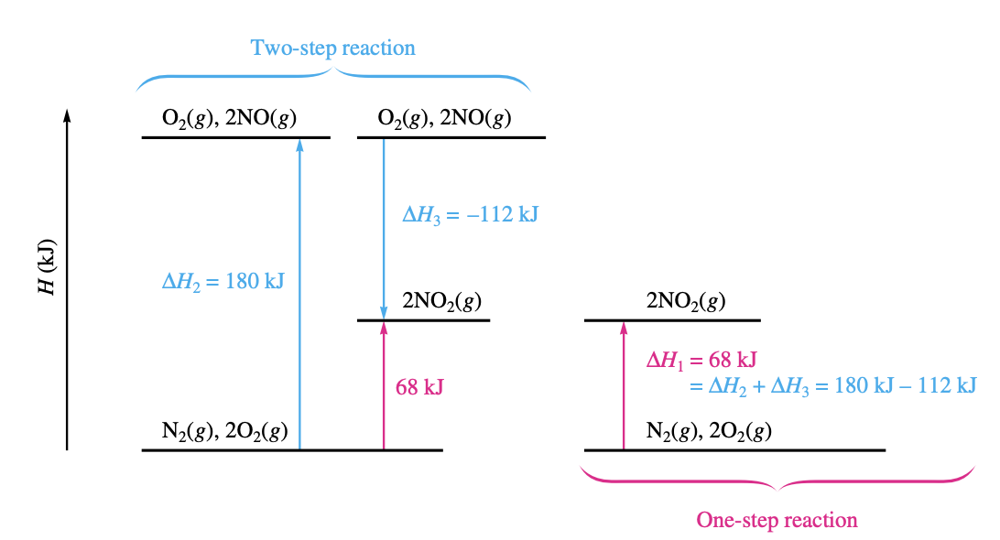 Two-step reaction
O₂(g), 2NO(g)
O₂(g), 2NO(g)
H (kJ)
ΔH₂ = 180 kJ
ΔH₃ = –112 kJ
2NO₂(g)
68 kJ
N₂(g), 2O₂(g)
2NO₂(g)
ΔH₁ = 68 kJ
= ΔH₂ + ΔH₃ = 180 kJ – 112 kJ
N₂(g), 2O₂(g)
One-step reaction